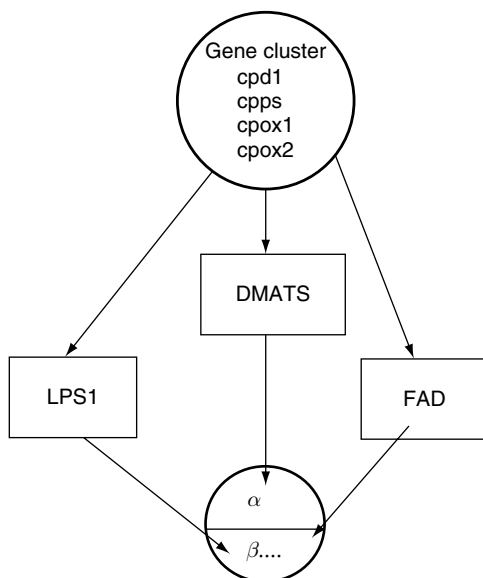 Gene cluster
cpd1
cpps
cpox1
cpox2
DMATS
LPS1
FAD
α
β....